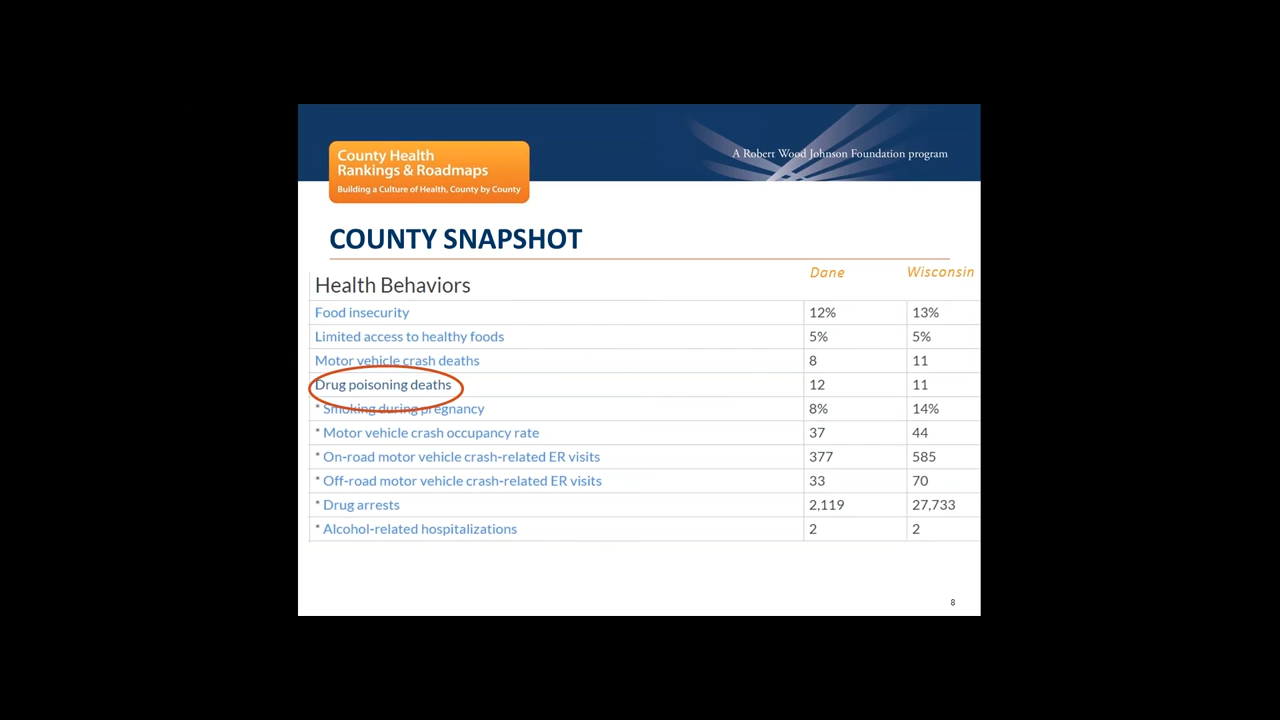 County Health
Rankings & Roadmaps
Building a Culture of Health, County by County
A Robert Wood Johnson Foundation program
COUNTY SNAPSHOT
Dane Wisconsin
Health Behaviors
Food insecurity 12% 13%
Limited access to healthy foods 5% 5%
Motor vehicle crash deaths 8 11
Drug poisoning deaths 12 11
* Smoking during pregnancy 8% 14%
* Motor vehicle crash occupancy rate 37 44
* On-road motor vehicle crash-related ER visits 377 585
* Off-road motor vehicle crash-related ER visits 33 70
* Drug arrests 2,119 27,733
* Alcohol-related hospitalizations 2 2
8